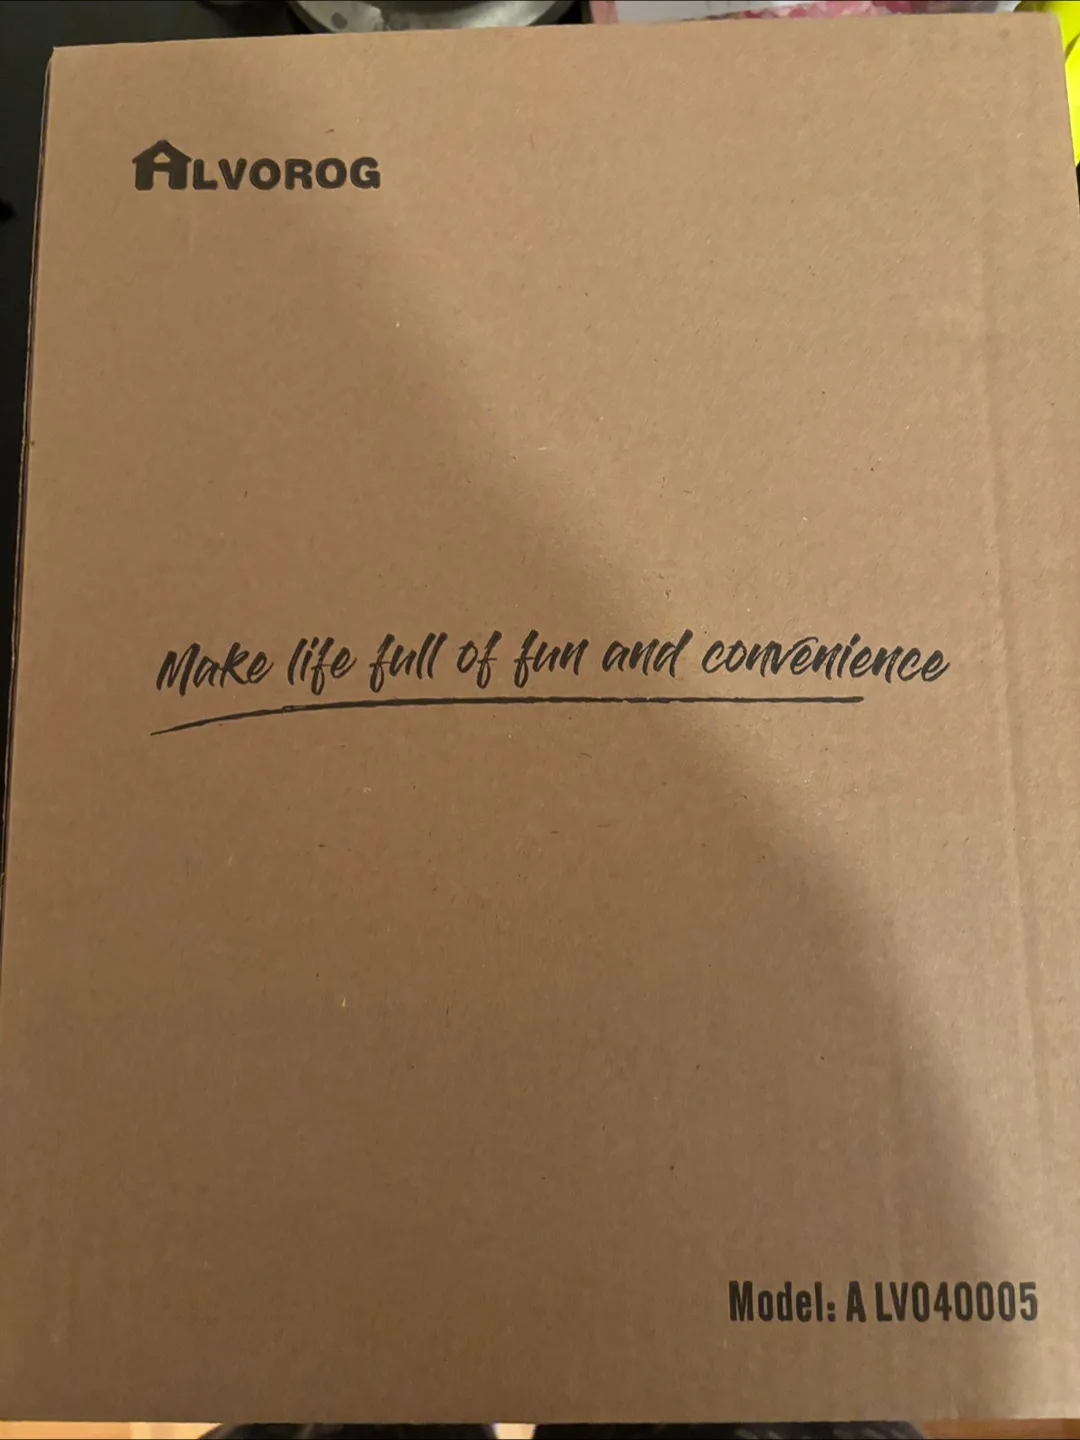 ALVOROG
Make life full of fun and convenience
Model: A LV040005